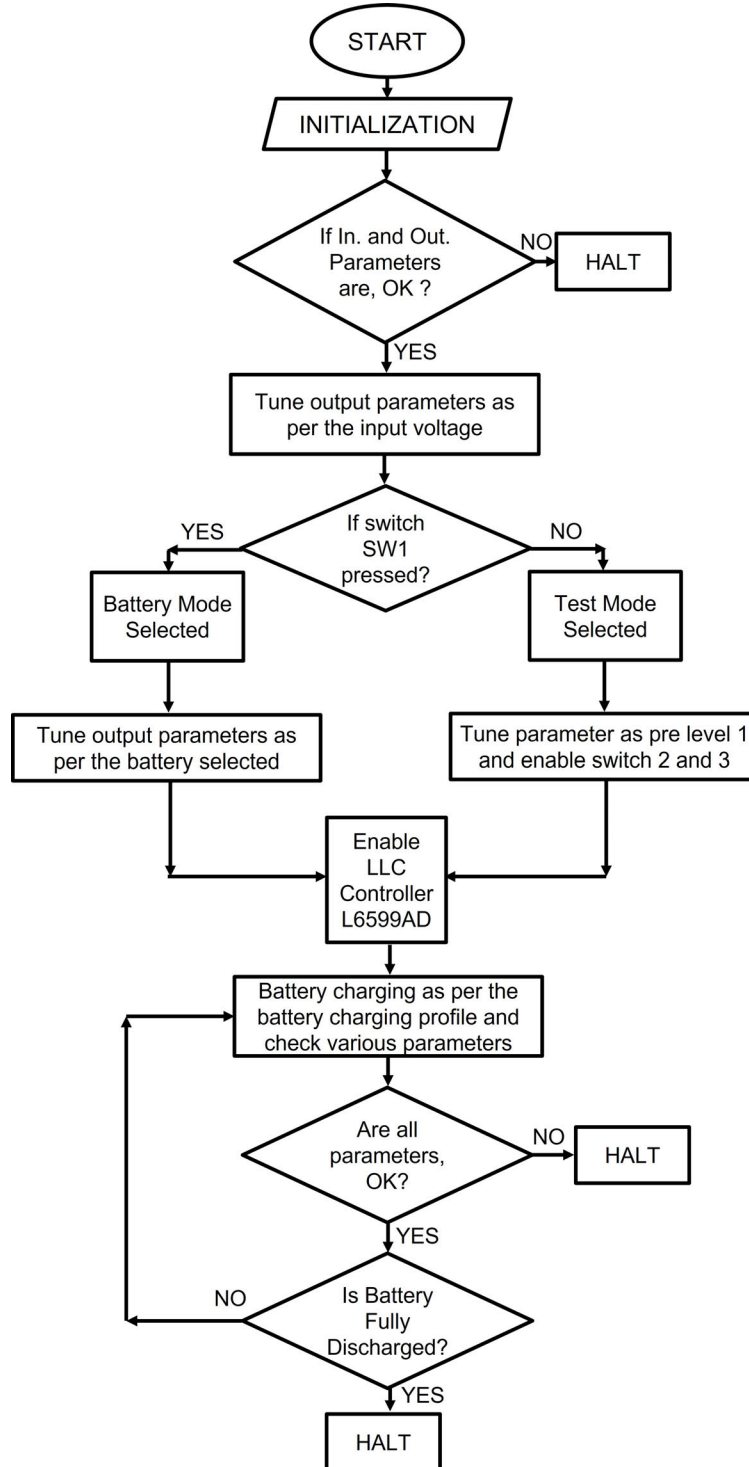 START
INITIALIZATION
If In. and Out.
Parameters
are, OK ?
NO
HALT
YES
Tune output parameters as
per the input voltage
If switch
SW1
pressed?
YES
NO
Battery Mode
Selected
Test Mode
Selected
Tune output parameters as
per the battery selected
Tune parameter as pre level 1
and enable switch 2 and 3
Enable
LLC
Controller
L6599AD
Battery charging as per the
battery charging profile and
check various parameters
Are all
parameters,
OK?
NO
HALT
YES
Is Battery
Fully
Discharged?
NO
YES
HALT